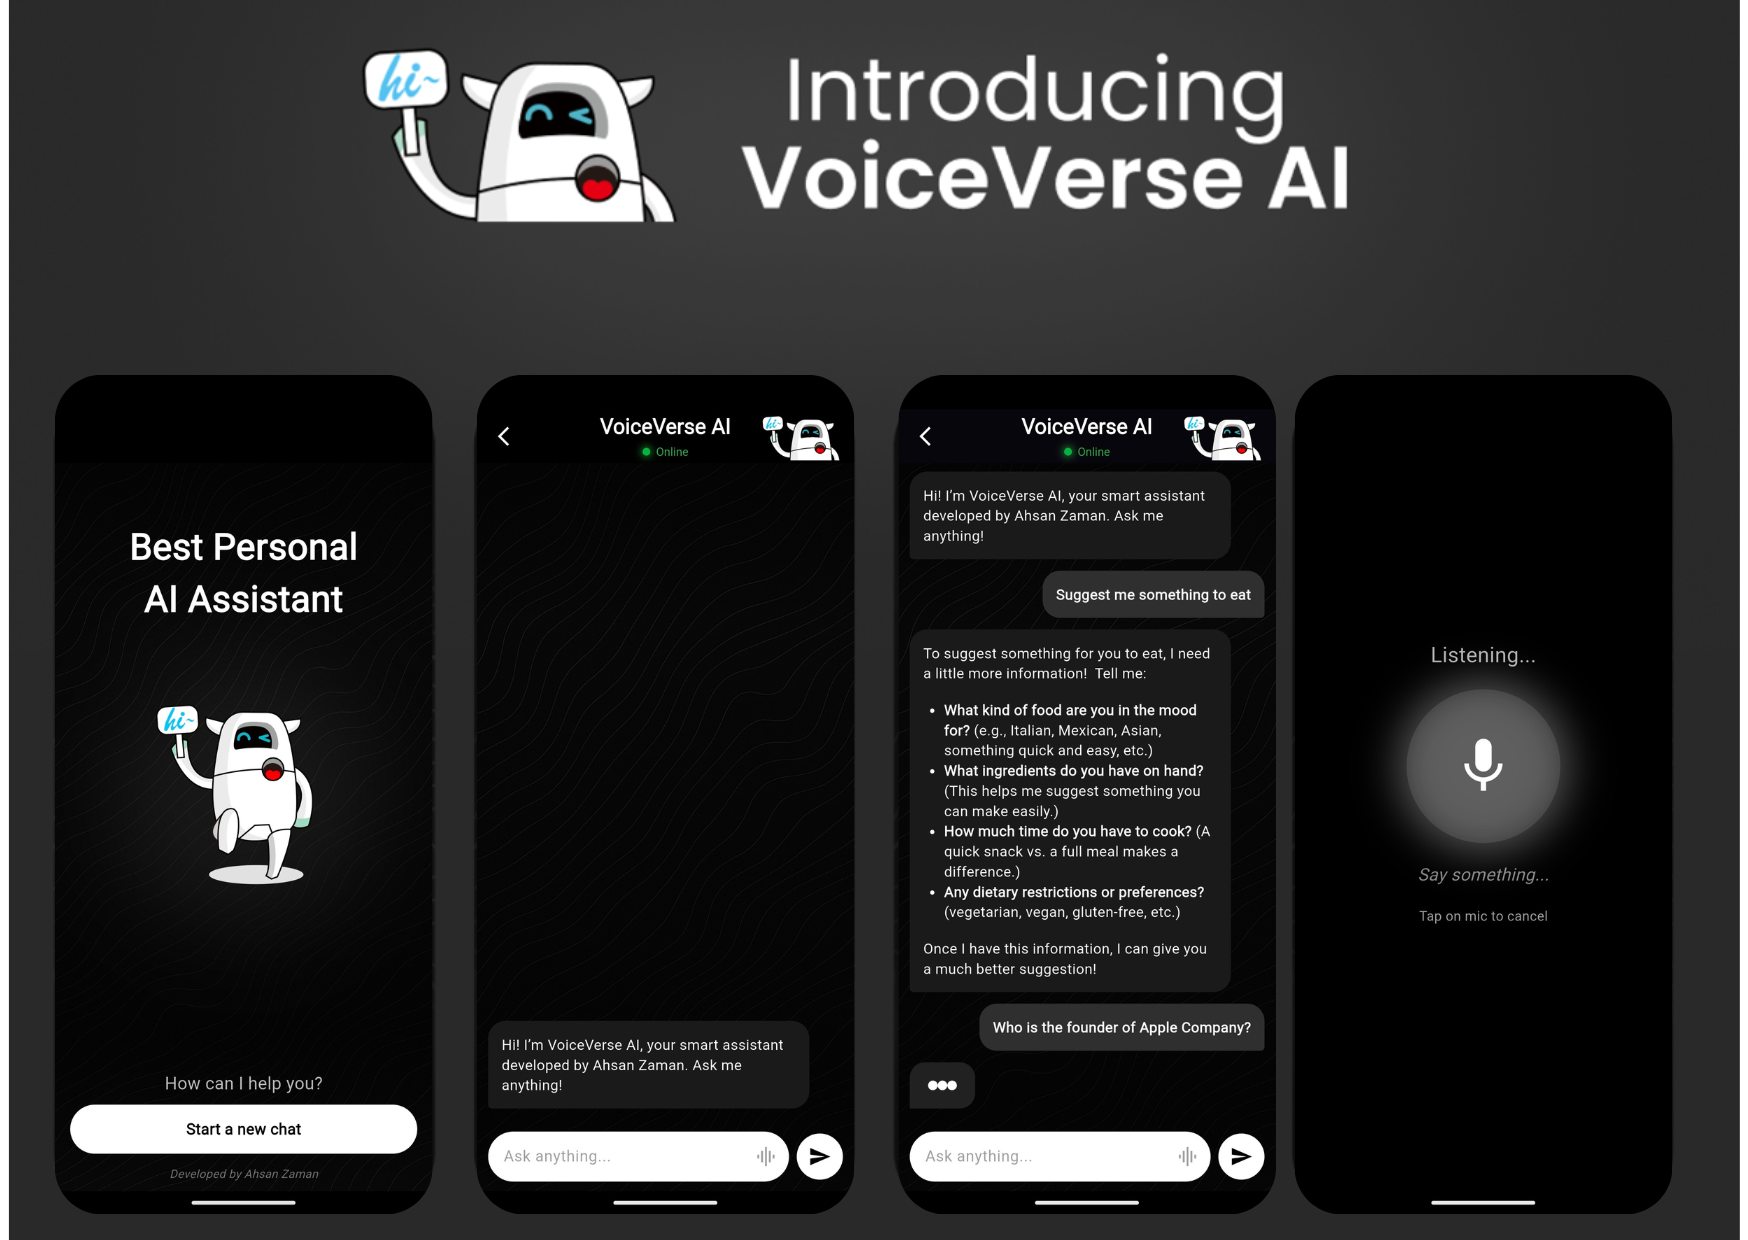 hi~
Introducing
VoiceVerse AI
Best Personal
AI Assistant
hi~
How can I help you?
Start a new chat
Developed by Ahsan Zaman
VoiceVerse AI
Online
hi~
Hi! I'm VoiceVerse AI, your smart assistant
developed by Ahsan Zaman. Ask me
anything!
Ask anything...
VoiceVerse AI
Online
hi~
Hi! I'm VoiceVerse AI, your smart assistant
developed by Ahsan Zaman. Ask me
anything!
Suggest me something to eat
To suggest something for you to eat, I need
a little more information!  Tell me:
• What kind of food are you in the mood
for? (e.g., Italian, Mexican, Asian,
something quick and easy, etc.)
• What ingredients do you have on hand?
(This helps me suggest something you
can make easily.)
• How much time do you have to cook? (A
quick snack vs. a full meal makes a
difference.)
• Any dietary restrictions or preferences?
(vegetarian, vegan, gluten-free, etc.)
Once I have this information, I can give you
a much better suggestion!
Who is the founder of Apple Company?
Ask anything...
Listening...
Say something...
Tap on mic to cancel